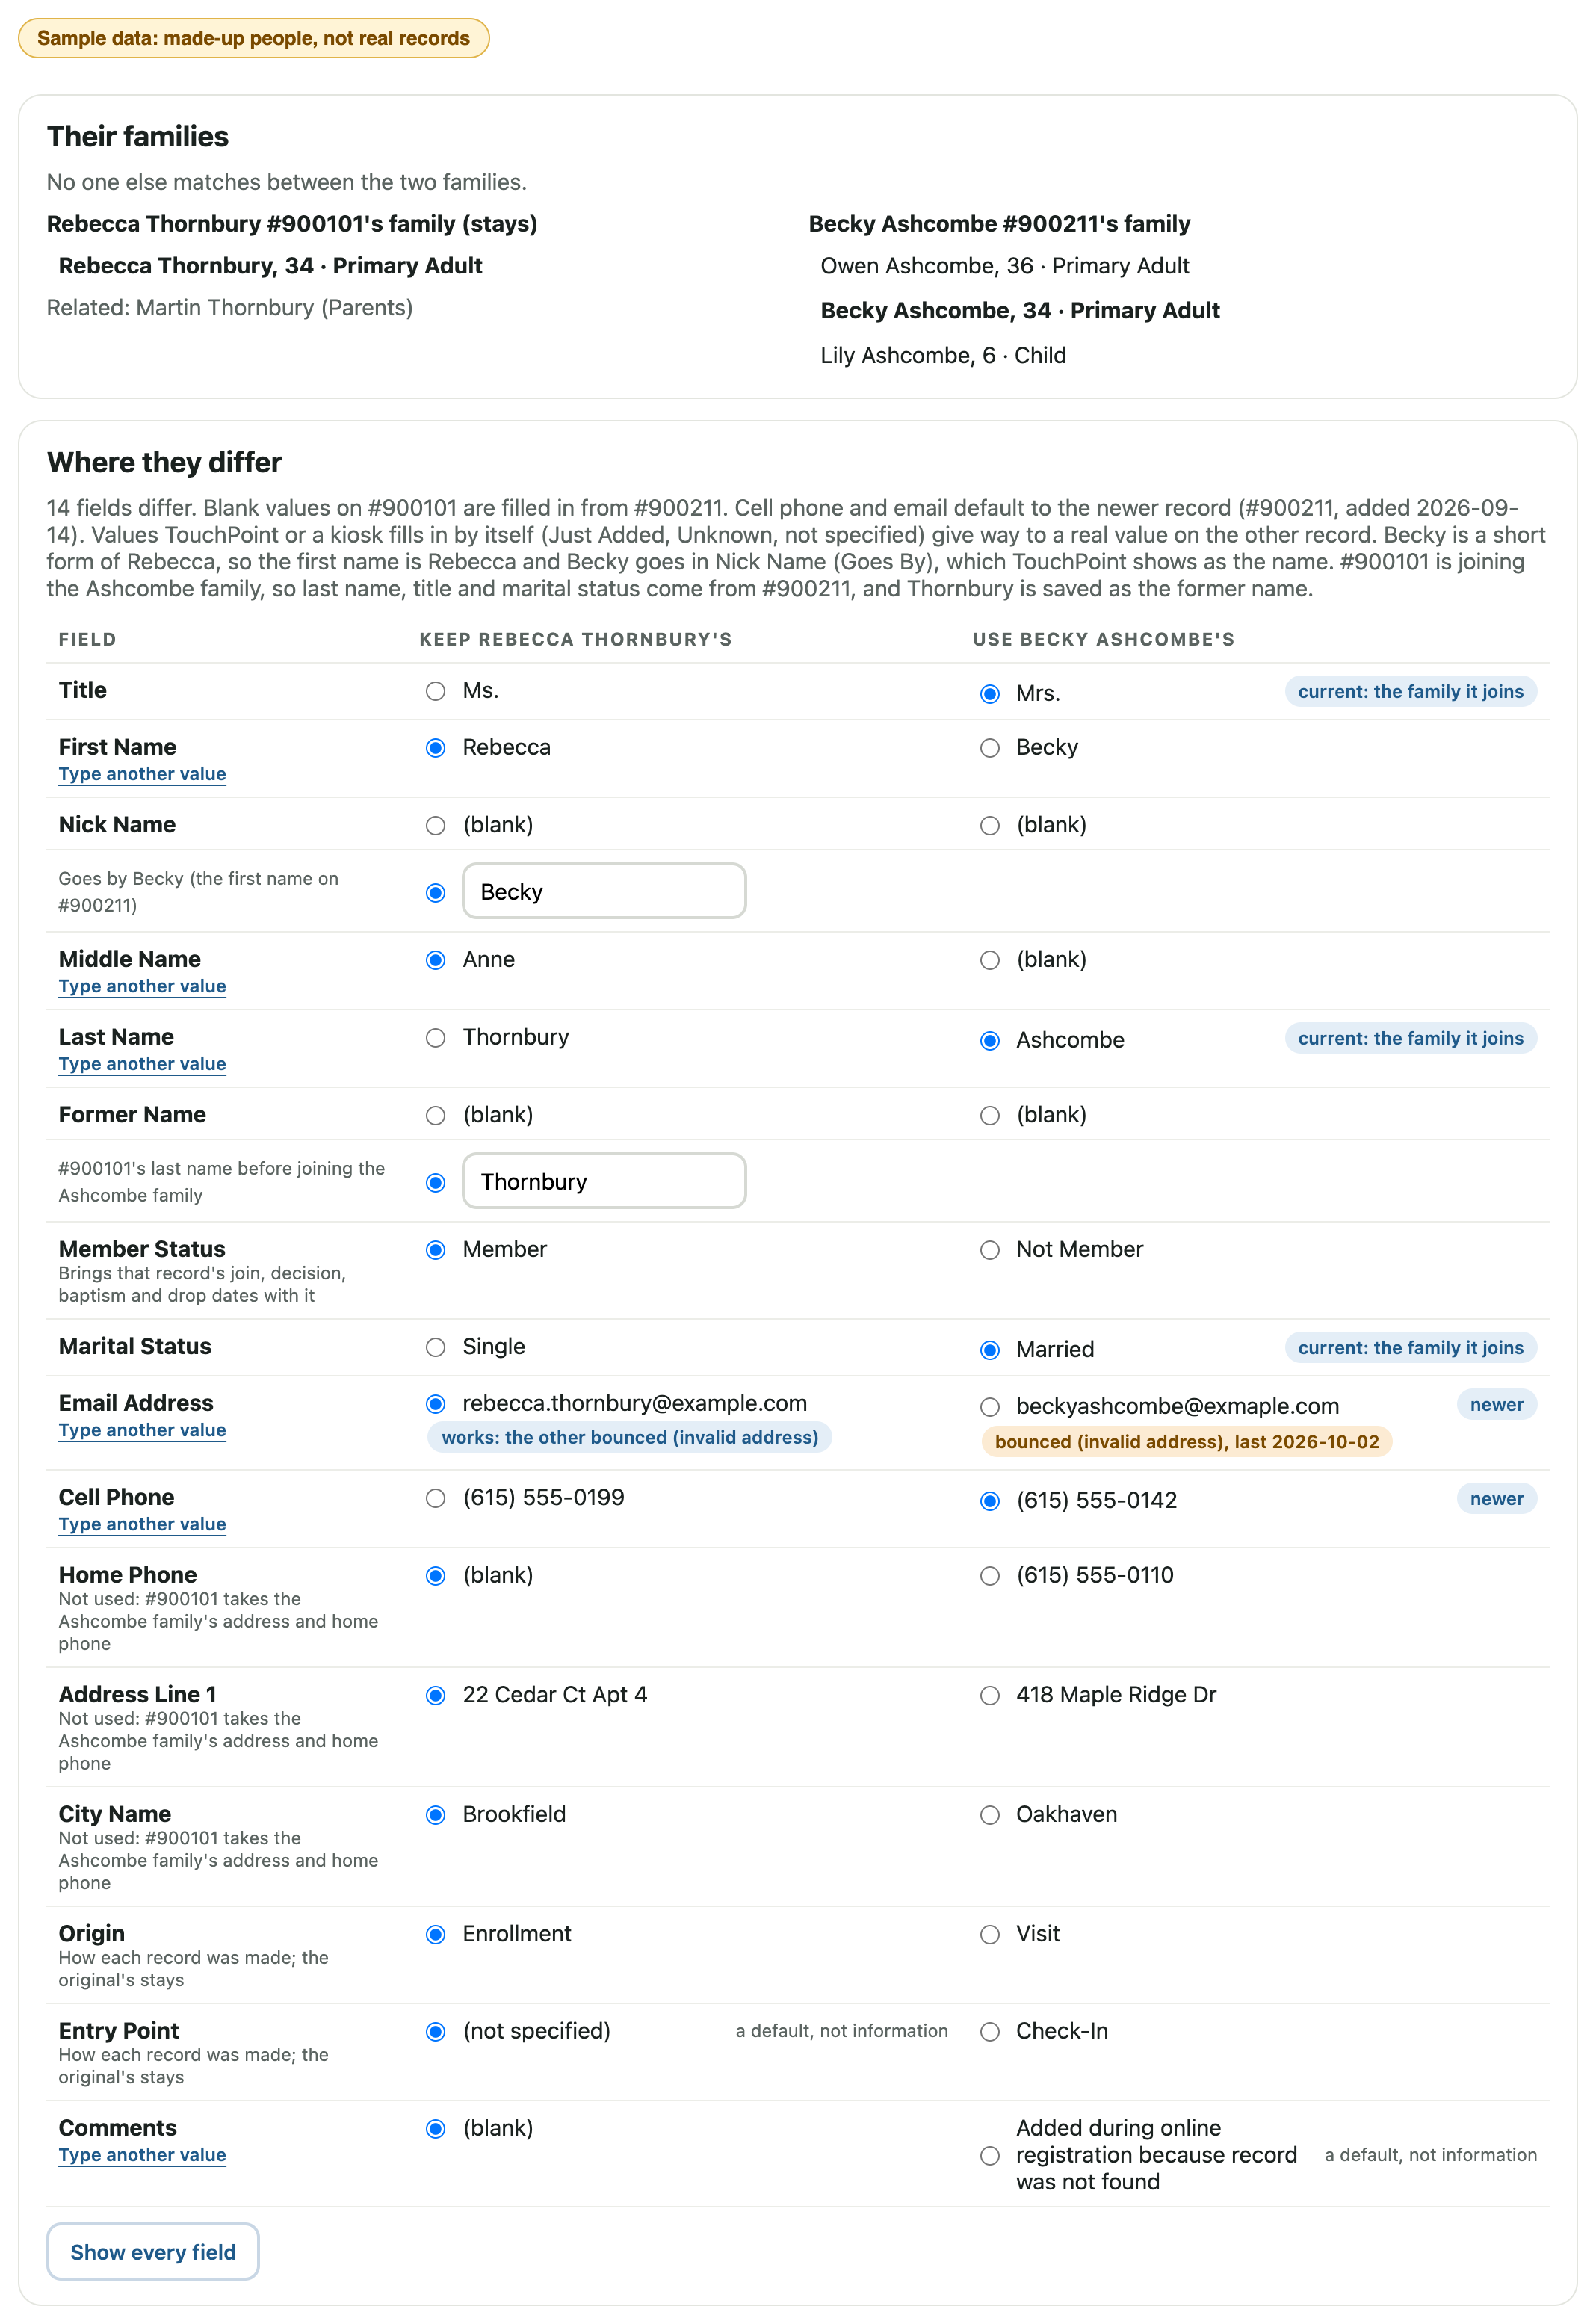 Sample data: made-up people, not real records
Their families
No one else matches between the two families.
Rebecca Thornbury #900101's family (stays)
Rebecca Thornbury, 34 · Primary Adult
Related: Martin Thornbury (Parents)
Becky Ashcombe #900211's family
Owen Ashcombe, 36 · Primary Adult
Becky Ashcombe, 34 · Primary Adult
Lily Ashcombe, 6 · Child
Where they differ
14 fields differ. Blank values on #900101 are filled in from #900211. Cell phone and email default to the newer record (#900211, added 2026-09-
14). Values TouchPoint or a kiosk fills in by itself (Just Added, Unknown, not specified) give way to a real value on the other record. Becky is a short
form of Rebecca, so the first name is Rebecca and Becky goes in Nick Name (Goes By), which TouchPoint shows as the name. #900101 is joining
the Ashcombe family, so last name, title and marital status come from #900211, and Thornbury is saved as the former name.
FIELD KEEP REBECCA THORNBURY'S USE BECKY ASHCOMBE'S
Title Ms. Mrs. current: the family it joins
First Name Rebecca Becky
Type another value
Nick Name (blank) (blank)
Goes by Becky (the first name on
#900211)
Becky
Middle Name Anne (blank)
Type another value
Last Name Thornbury Ashcombe current: the family it joins
Type another value
Former Name (blank) (blank)
#900101's last name before joining the
Ashcombe family
Thornbury
Member Status Member Not Member
Brings that record's join, decision,
baptism and drop dates with it
Marital Status Single Married current: the family it joins
Email Address rebecca.thornbury@example.com beckyashcombe@exmaple.com newer
Type another value works: the other bounced (invalid address) bounced (invalid address), last 2026-10-02
Cell Phone (615) 555-0199 (615) 555-0142 newer
Type another value
Home Phone (blank) (615) 555-0110
Not used: #900101 takes the
Ashcombe family's address and home
phone
Address Line 1 22 Cedar Ct Apt 4 418 Maple Ridge Dr
Not used: #900101 takes the
Ashcombe family's address and home
phone
City Name Brookfield Oakhaven
Not used: #900101 takes the
Ashcombe family's address and home
phone
Origin Enrollment Visit
How each record was made; the
original's stays
Entry Point (not specified) a default, not information Check-In
How each record was made; the
original's stays
Comments (blank)
Type another value
Added during online
registration because record
was not found
a default, not information
Show every field